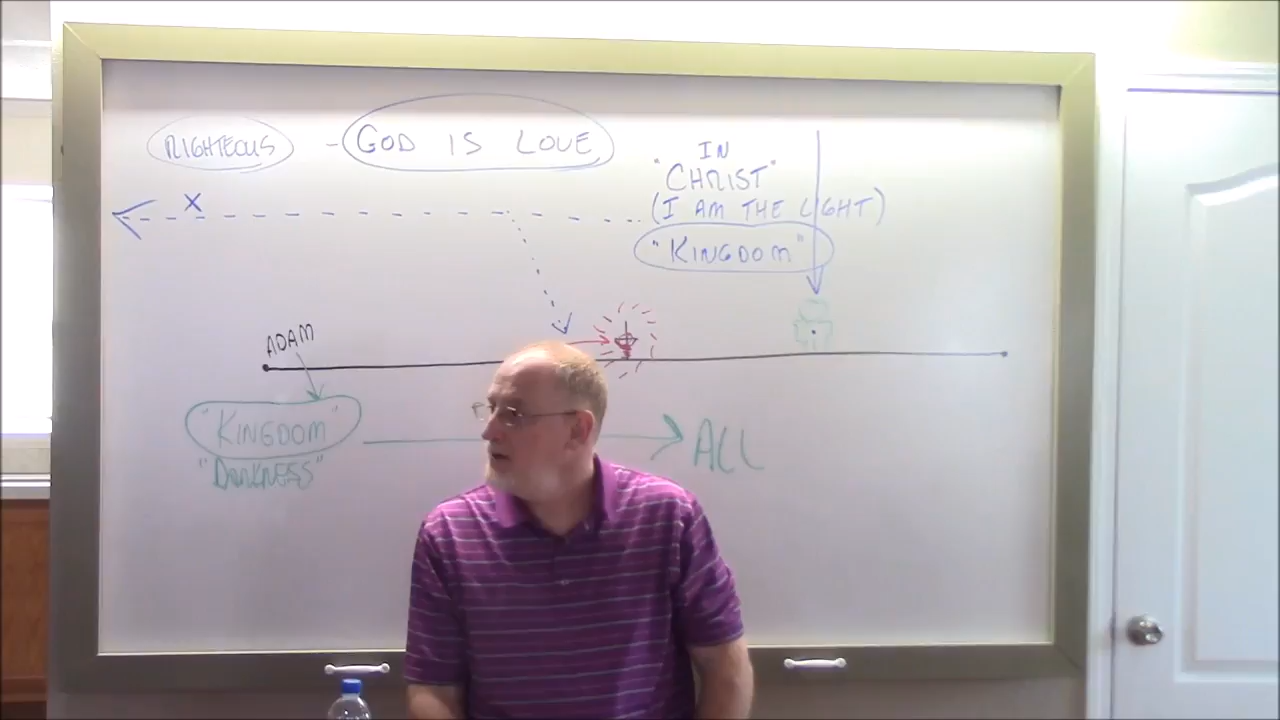 RIGHTEOUS - GOD IS LOVE
X
IN
"CHRIST"
(I AM THE LIGHT)
"KINGDOM"
ADAM
"KINGDOM"
"DARKNESS"
ALL